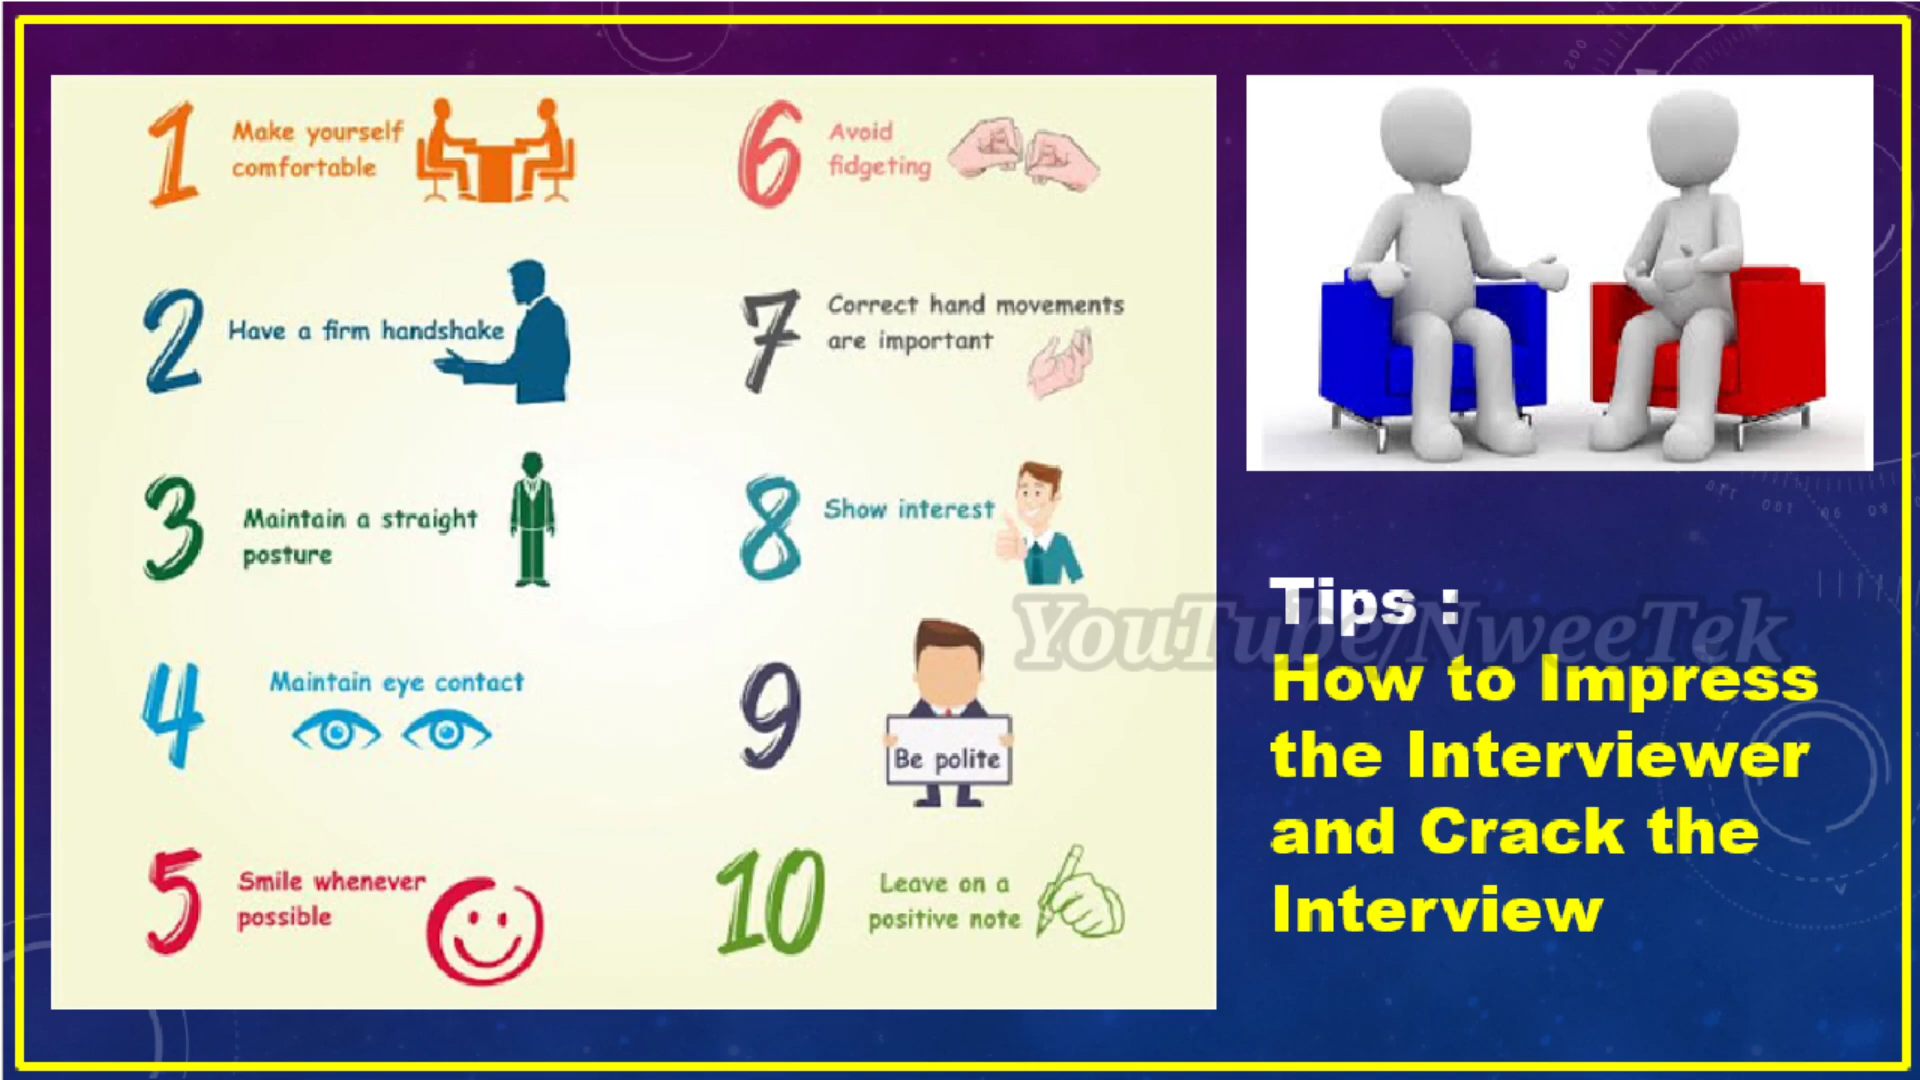 1
Make yourself
comfortable
2
Have a firm handshake
3
Maintain a straight
posture
4
Maintain eye contact
5
Smile whenever
possible
6
Avoid
fidgeting
7
Correct hand movements
are important
8
Show interest
9
Be polite
10
Leave on a
positive note
Tips :
YouTube/NweeTek
How to Impress
the Interviewer
and Crack the
Interview